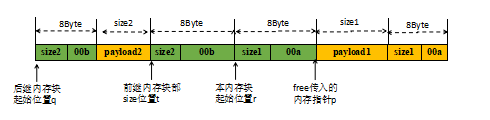 8Byte size2 8Byte 8Byte size1 8Byte
size2 00b payload2 size2 00b size1 00a payload1 size1 00a
后继内存块
起始位置q
前继内存块部
size位置t
本内存块
起始位置r
free传入的
内存指针p